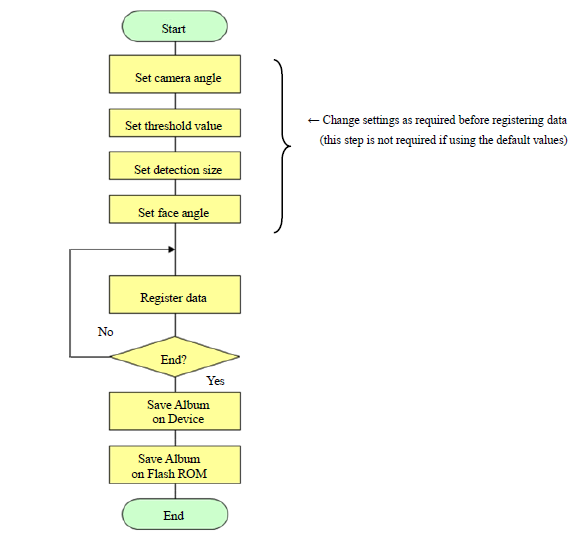 Start
Set camera angle
← Change settings as required before registering data
(this step is not required if using the default values)
Set threshold value
Set detection size
Set face angle
Register data
No
End?
Yes
Save Album
on Device
Save Album
on Flash ROM
End